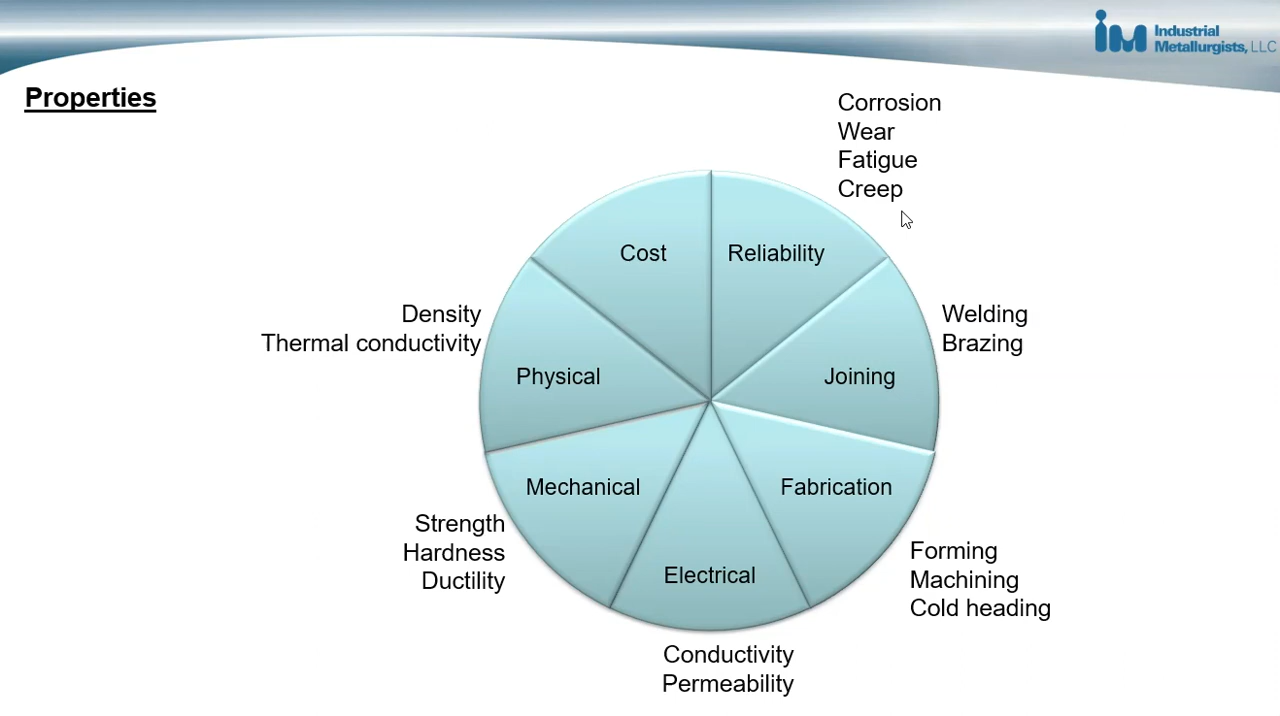 Industrial
Metallurgists, LLC
Properties
Corrosion
Wear
Fatigue
Creep
Cost
Reliability
Density
Thermal conductivity
Welding
Brazing
Physical
Joining
Mechanical
Fabrication
Strength
Hardness
Ductility
Forming
Machining
Cold heading
Electrical
Conductivity
Permeability